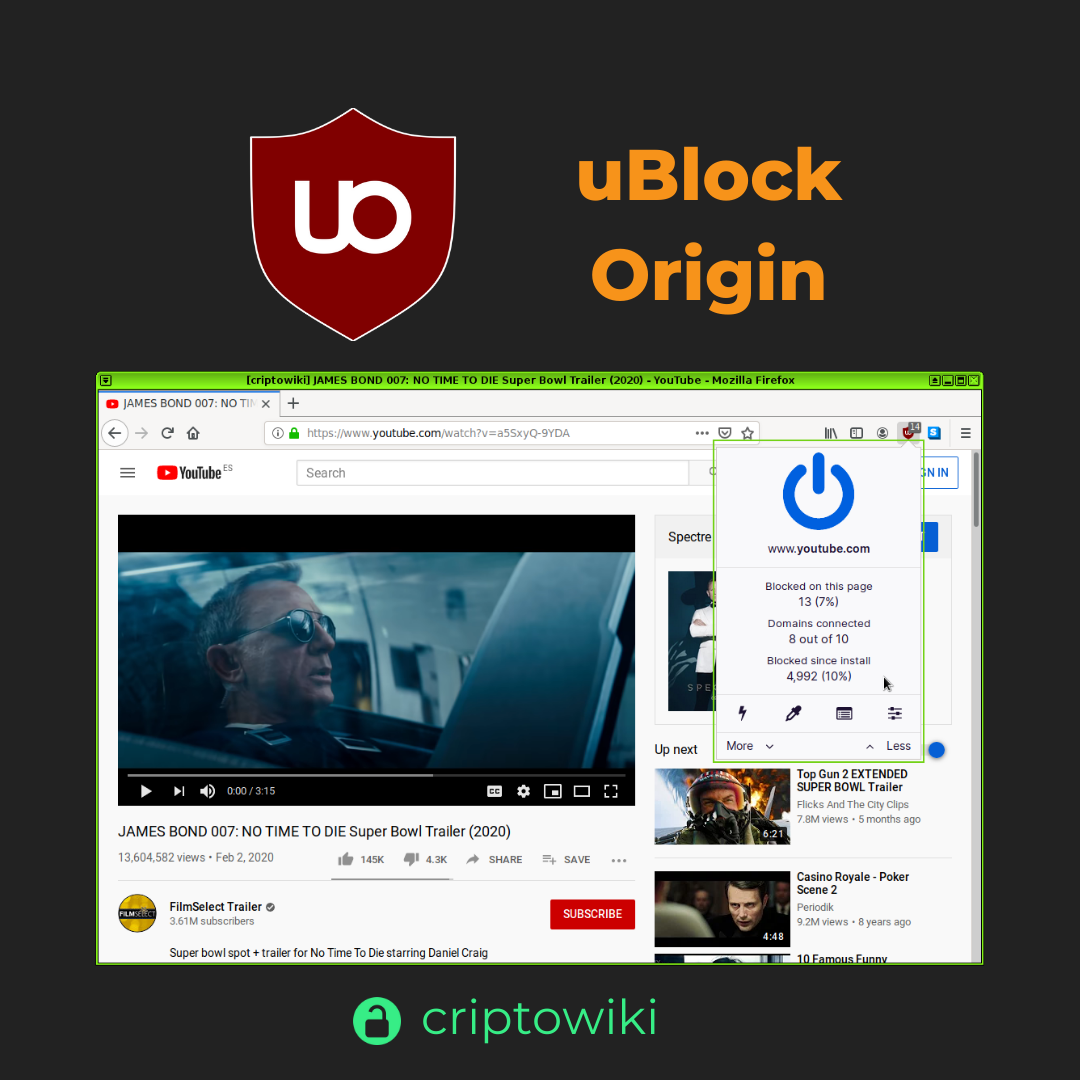 uo
uBlock
Origin
[criptowiki] JAMES BOND 007: NO TIME TO DIE Super Bowl Trailer (2020) - YouTube - Mozilla Firefox
JAMES BOND 007: NO TIM
https://www.youtube.com/watch?v=a5SxyQ-9YDA
14
YouTube ES
Search
GN IN
Spectre
www.youtube.com
Blocked on this page
13 (7%)
Domains connected
8 out of 10
Blocked since install
4,992 (10%)
SPE
More
Less
0:00 / 3:15
CC
Up next
Top Gun 2 EXTENDED
SUPER BOWL Trailer
Flicks And The City Clips
7.8M views • 5 months ago
6:21
JAMES BOND 007: NO TIME TO DIE Super Bowl Trailer (2020)
13,604,582 views • Feb 2, 2020
145K
4.3K
SHARE
SAVE
Casino Royale - Poker
Scene 2
Periodik
9.2M views • 8 years ago
4:48
FILMSELECT
FilmSelect Trailer
3.61M subscribers
SUBSCRIBE
Super bowl spot + trailer for No Time To Die starring Daniel Craig
10 Famous Funny
criptowiki